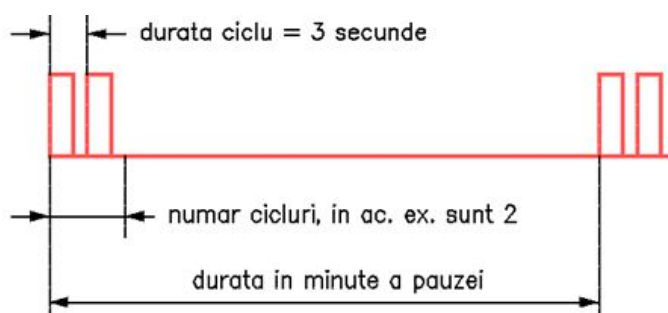 durata ciclu = 3 secunde
numar cicluri, in ac. ex. sunt 2
durata in minute a pauzei